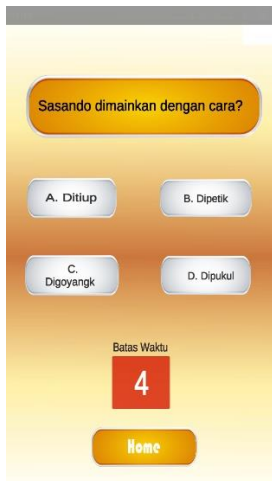 Sasando dimainkan dengan cara?
A. Ditiup
B. Dipetik
C.
Digoyangk
D. Dipukul
Batas Waktu
4
Home